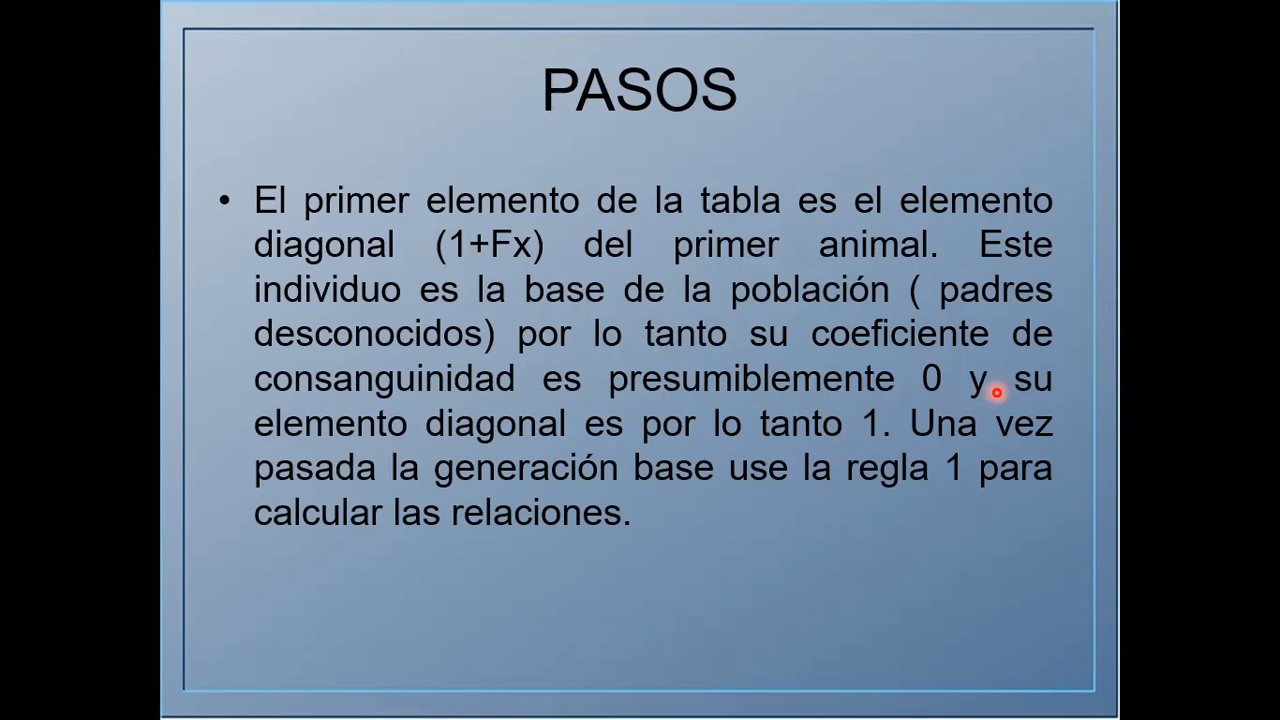 PASOS
• El primer elemento de la tabla es el elemento
diagonal (1+Fx) del primer animal. Este
individuo es la base de la población ( padres
desconocidos) por lo tanto su coeficiente de
consanguinidad es presumiblemente 0 y su
elemento diagonal es por lo tanto 1. Una vez
pasada la generación base use la regla 1 para
calcular las relaciones.